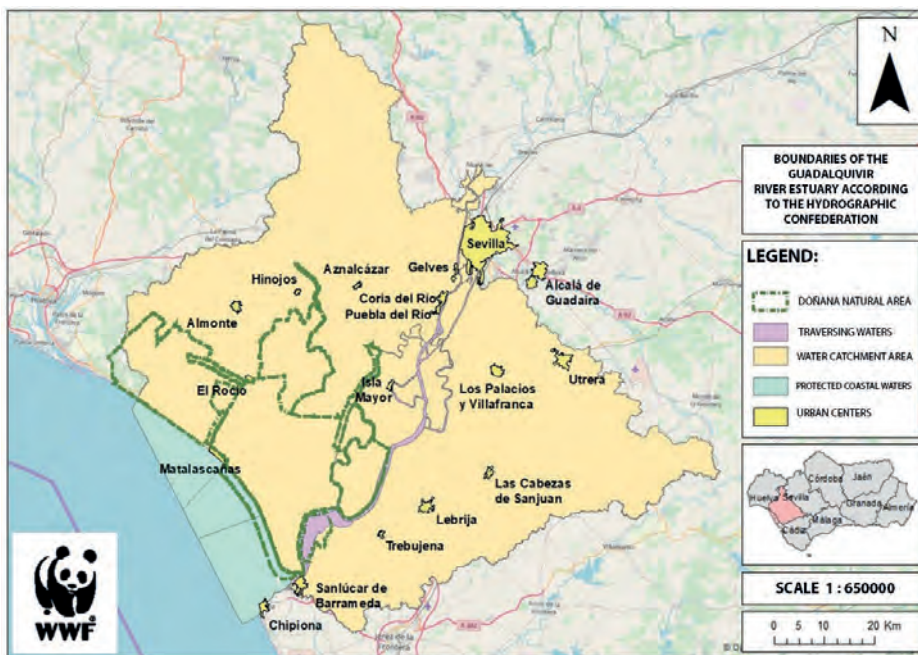 N
BOUNDARIES OF THE
GUADALQUIVIR
RIVER ESTUARY ACCORDING
TO THE HYDROGRAPHIC
CONFEDERATION
LEGEND:
DOÑANA NATURAL AREA
TRAVERSING WATERS
WATER CATCHMENT AREA
PROTECTED COASTAL WATERS
URBAN CENTERS
Sevilla
Gelves
Aznalcázar
Hinojos
Coria del Río
Puebla del Río
Alcalá de
Guadaira
Almonte
El Rocio
Isla
Mayor
Los Palacios
y Villafranca
Utrera
Matalascañas
Las Cabezas
de Sanjuan
Lebrija
Trebujena
Sanlúcar de
Barrameda
Chipiona
WWF
Huelva
Sevilla
Córdoba
Jaén
Granada
Almería
Málaga
Cádiz
SCALE 1 : 650000
0 5 10 20 Km